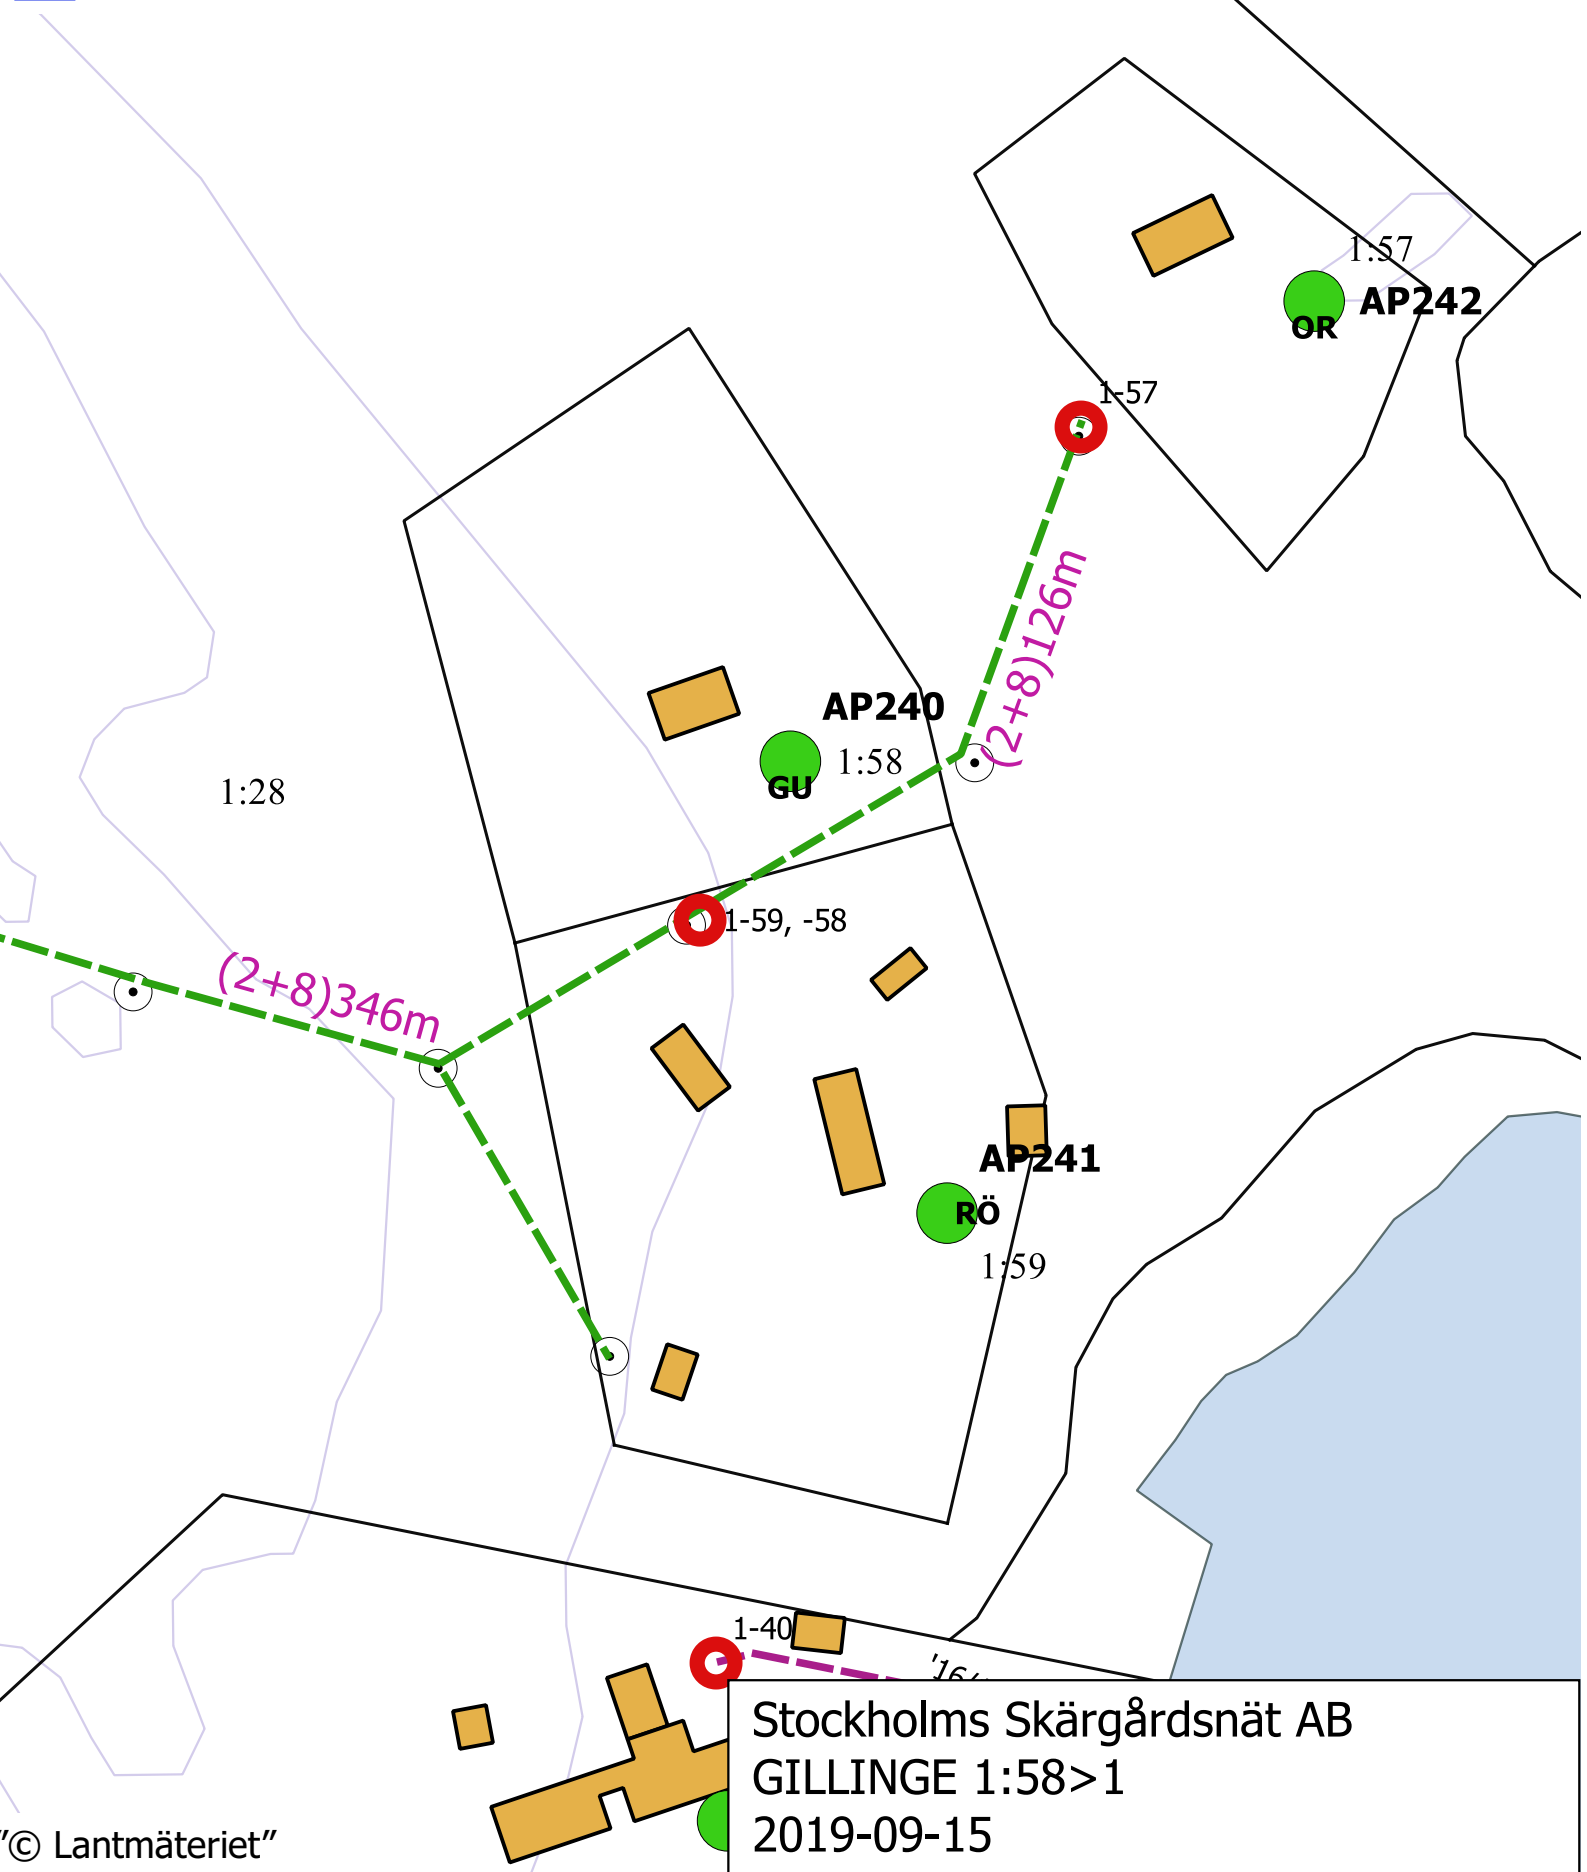 1:57
AP242
OR
1-57
(2+8)126m
AP240
1:58
GU
1:28
1-59, -58
(2+8)346m
AP241
RÖ
1:59
1-40
Stockholms Skärgårdsnät AB
GILLINGE 1:58>1
2019-09-15
"© Lantmäteriet"